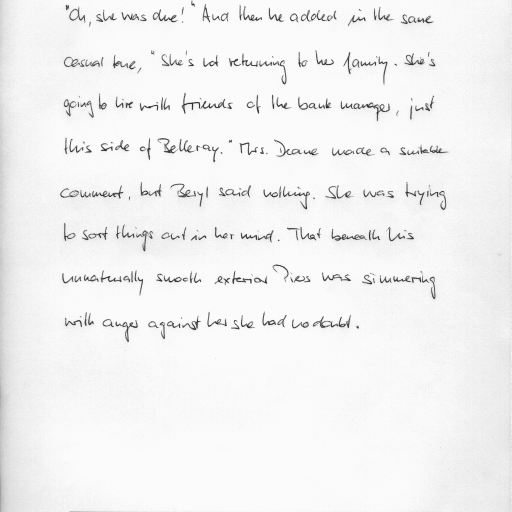 "Oh, she was due!" And then he added in the same
casual tone, "She's not returning to her family. She's
going to live with friends of the bank manager, just
this side of Belleray." Mrs. Deane made a suitable
comment, but Beryl said nothing. She was trying
to sort things out in her mind. That beneath his
unnaturally smooth exterior Piers was simmering
with anger against her she had no doubt.